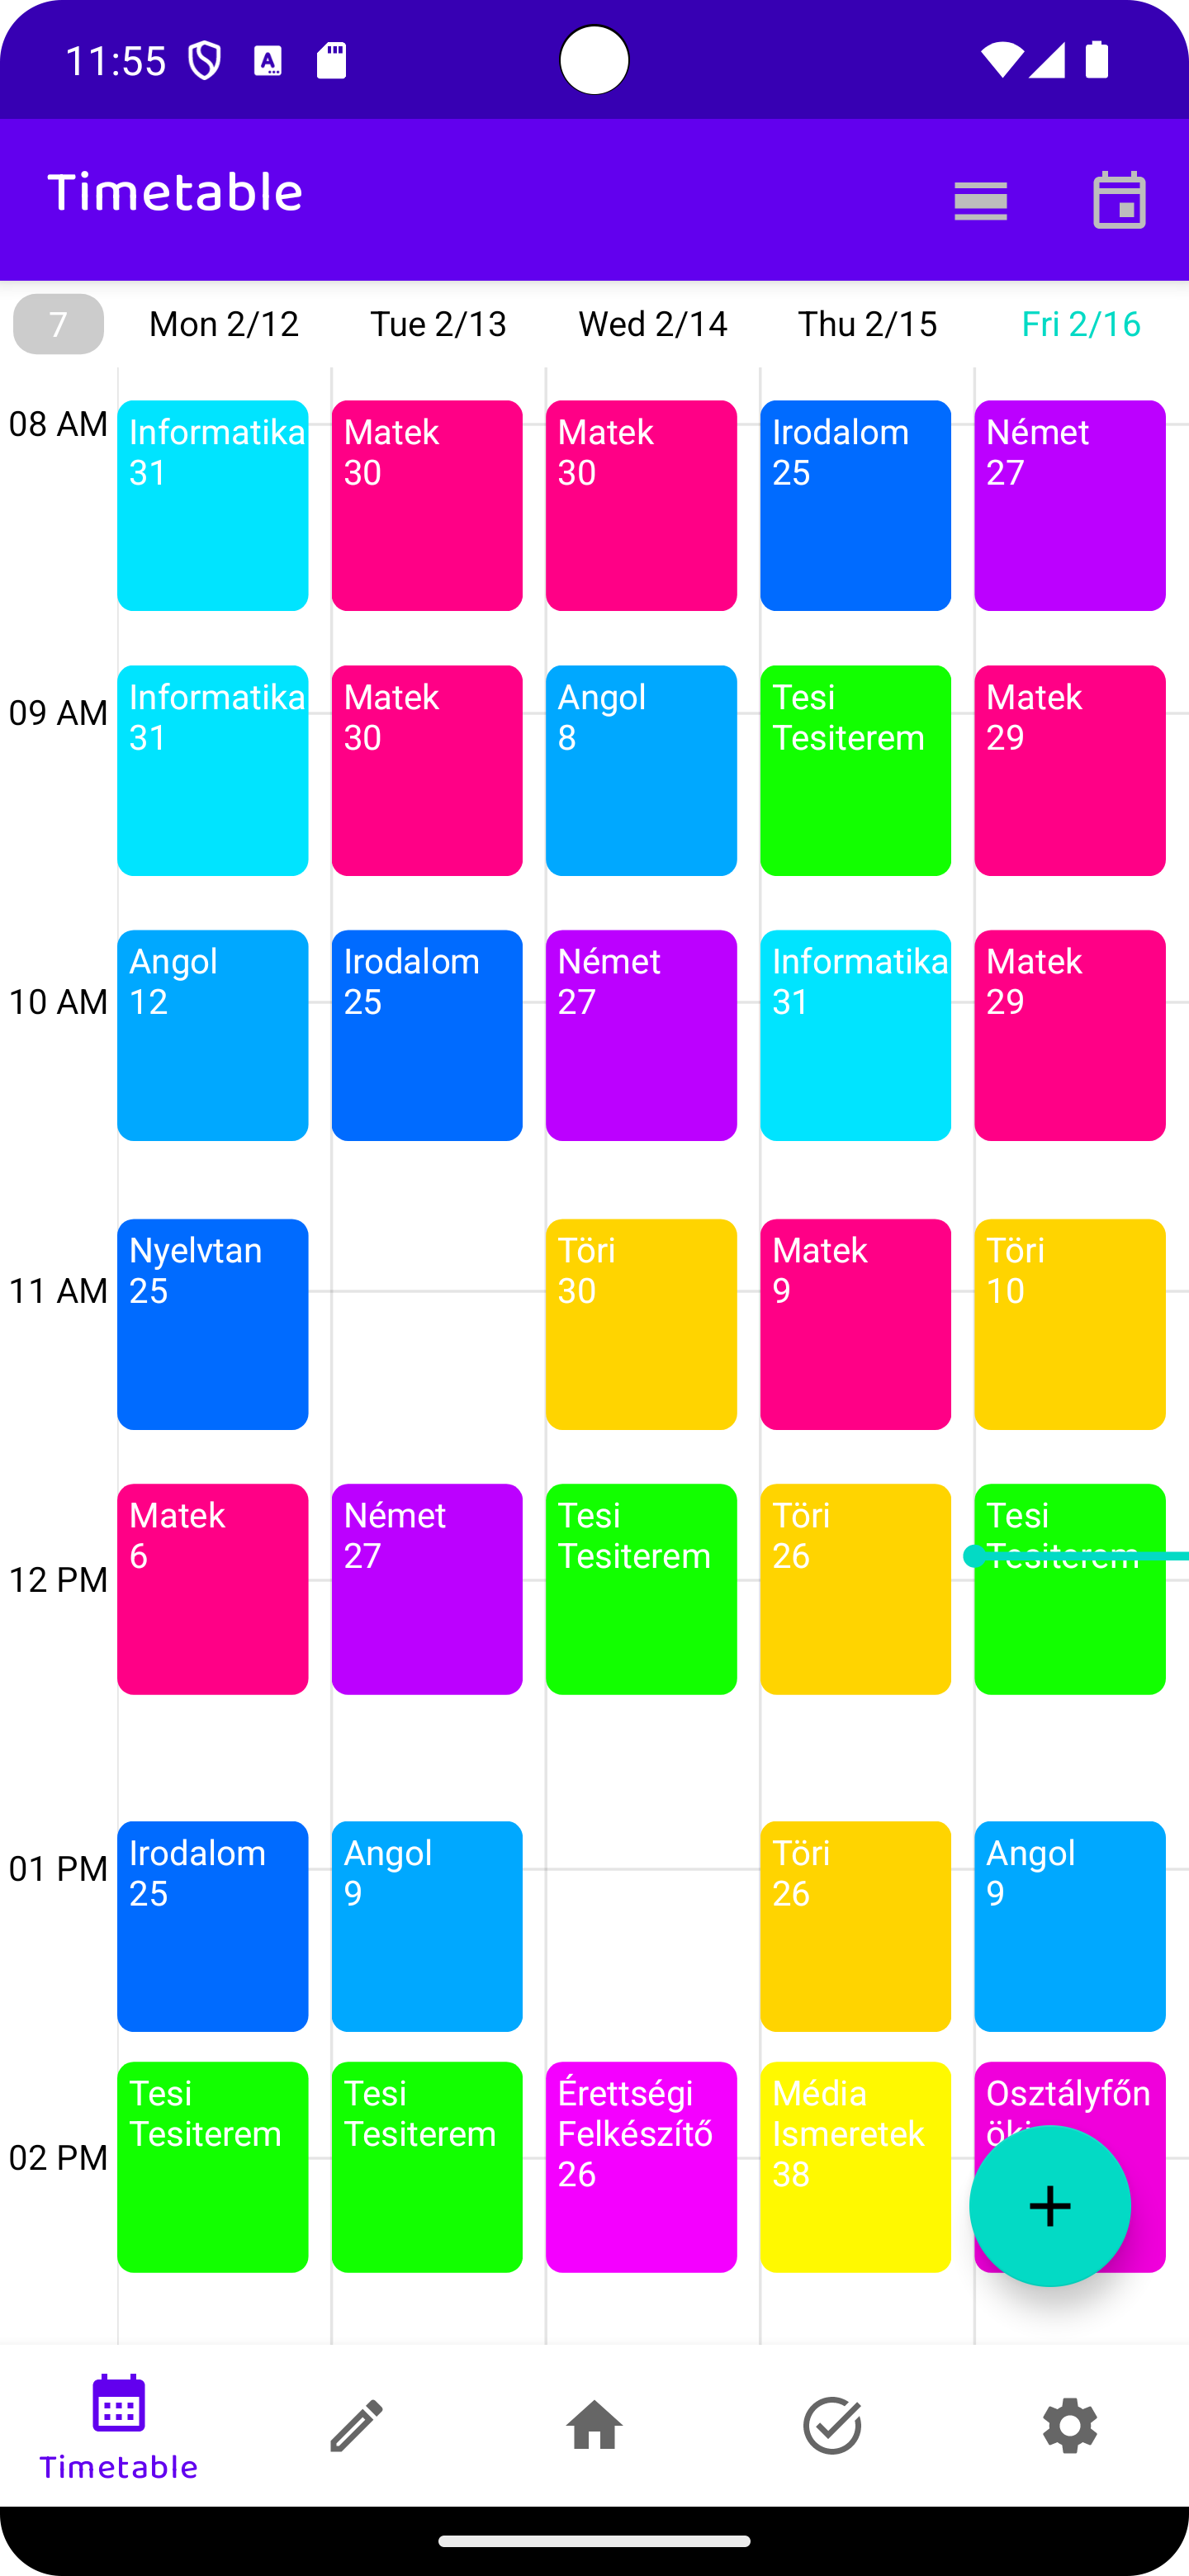 11:55
Timetable
7
Mon 2/12
Tue 2/13
Wed 2/14
Thu 2/15
Fri 2/16
08 AM
Informatika
31
Matek
30
Matek
30
Irodalom
25
Német
27
09 AM
Informatika
31
Matek
30
Angol
8
Tesi
Tesiterem
Matek
29
10 AM
Angol
12
Irodalom
25
Német
27
Informatika
31
Matek
29
11 AM
Nyelvtan
25
Töri
30
Matek
9
Töri
10
12 PM
Matek
6
Német
27
Tesi
Tesiterem
Töri
26
Tesi
Tesiterem
01 PM
Irodalom
25
Angol
9
Töri
26
Angol
9
02 PM
Tesi
Tesiterem
Tesi
Tesiterem
Érettségi
Felkészítő
26
Média
Ismeretek
38
Osztályfőn
Timetable